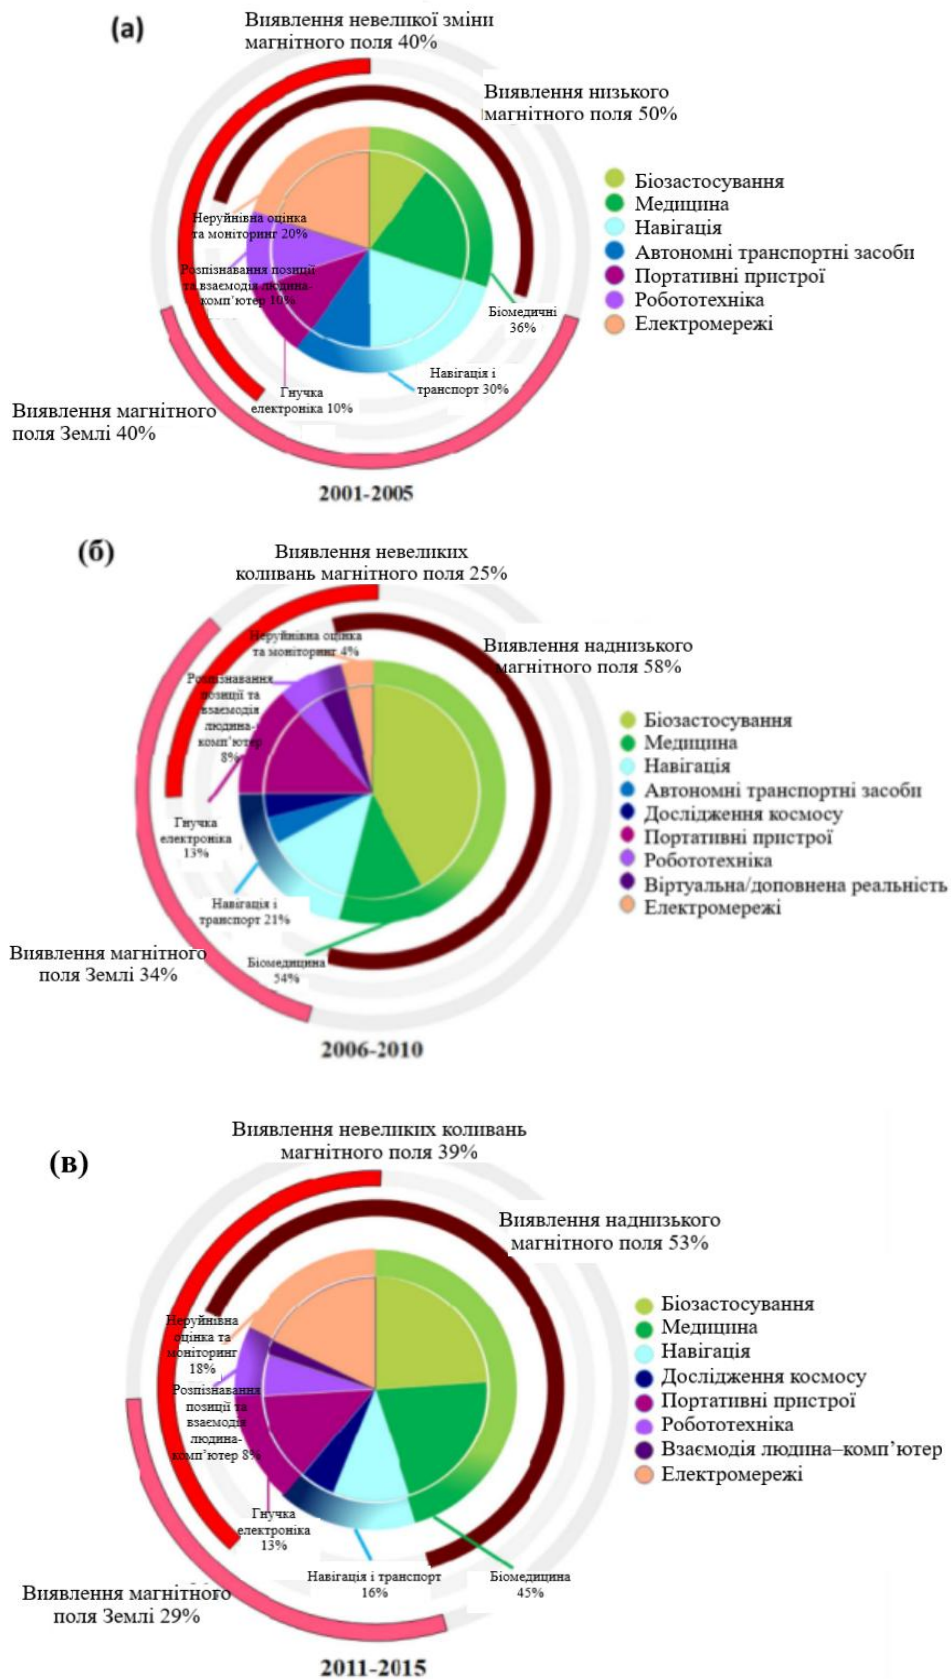 (а)
Виявлення невеликої зміни
магнітного поля 40%
Виявлення низького
магнітного поля 50%
Біозастосування
Медицина
Навігація
Автономні транспортні засоби
Портативні пристрої
Робототехніка
Електромережі
Неруйнівна оцінка
та моніторинг 20%
Розпізнавання позиції
та взаємодія людина-
комп’ютер 10%
Біомедичні
36%
Навігація і
транспорт 30%
Гнучка
електроніка 10%
Виявлення магнітного
поля Землі 40%
2001-2005
(б)
Виявлення невеликих
коливань магнітного поля 25%
Неруйнівна оцінка
та моніторинг 4%
Виявлення наднизького
магнітного поля 58%
Розпізнавання
позиції та
взаємодія
людина-
комп’ютер
8%
Біозастосування
Медицина
Навігація
Автономні транспортні засоби
Дослідження космосу
Портативні пристрої
Робототехніка
Віртуальна/доповнена реальність
Електромережі
Гнучка
електроніка
13%
Навігація і
транспорт 21%
Виявлення магнітного
поля Землі 34%
Біомедицина
54%
2006-2010
(в)
Виявлення невеликих коливань
магнітного поля 39%
Виявлення наднизького
магнітного поля 53%
Біозастосування
Медицина
Навігація
Дослідження космосу
Портативні пристрої
Робототехніка
Взаємодія людина–комп’ютер
Електромережі
Неруйнівна
оцінка та
моніторинг
18%
Розпізнавання
позиції та
взаємодія
людина-
комп’ютер 8%
Гнучка
електроніка
13%
Навігація і транспорт
16%
Біомедицина
45%
Виявлення магнітного
поля Землі 29%
2011-2015